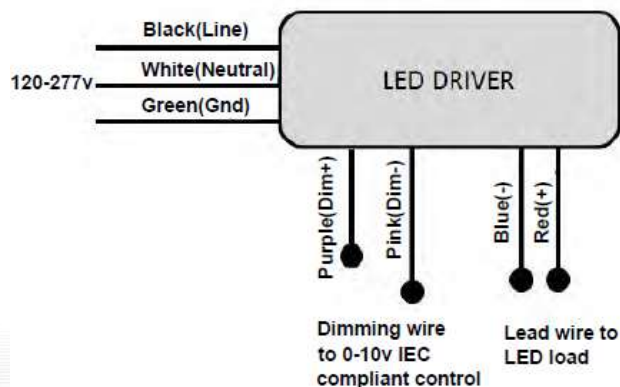 Black(Line)
120-277v
White(Neutral)
Green(Gnd)
LED DRIVER
Purple(Dim+)
Pink(Dim-)
Blue(-)
Red(+)
Dimming wire
to 0-10v IEC
compliant control
Lead wire to
LED load